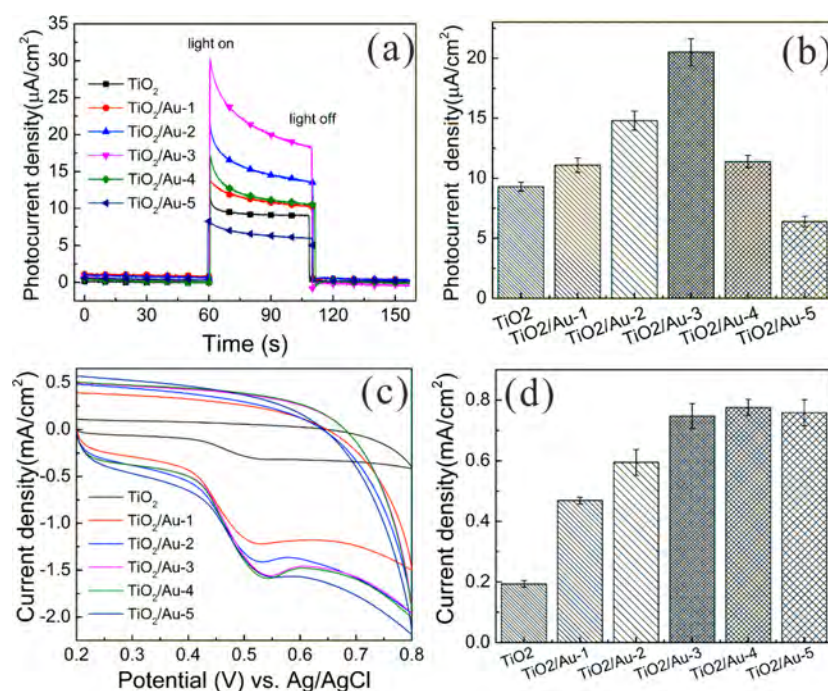 (a)
light on
light off
TiO2
TiO2/Au-1
TiO2/Au-2
TiO2/Au-3
TiO2/Au-4
TiO2/Au-5
Photocurrent density(μA/cm²)
35
30
25
20
15
10
5
0
0 30 60 90 120 150
Time (s)
(b)
Photocurrent density(μA/cm²)
20
15
10
5
0
TiO2 TiO2/Au-1 TiO2/Au-2 TiO2/Au-3 TiO2/Au-4 TiO2/Au-5
(c)
Current density(mA/cm²)
0.5
0.0
-0.5
-1.0
-1.5
-2.0
TiO2
TiO2/Au-1
TiO2/Au-2
TiO2/Au-3
TiO2/Au-4
TiO2/Au-5
0.2 0.3 0.4 0.5 0.6 0.7 0.8
Potential (V) vs. Ag/AgCl
(d)
Current density(mA/cm²)
0.8
0.6
0.4
0.2
0.0
TiO2 TiO2/Au-1 TiO2/Au-2 TiO2/Au-3 TiO2/Au-4 TiO2/Au-5